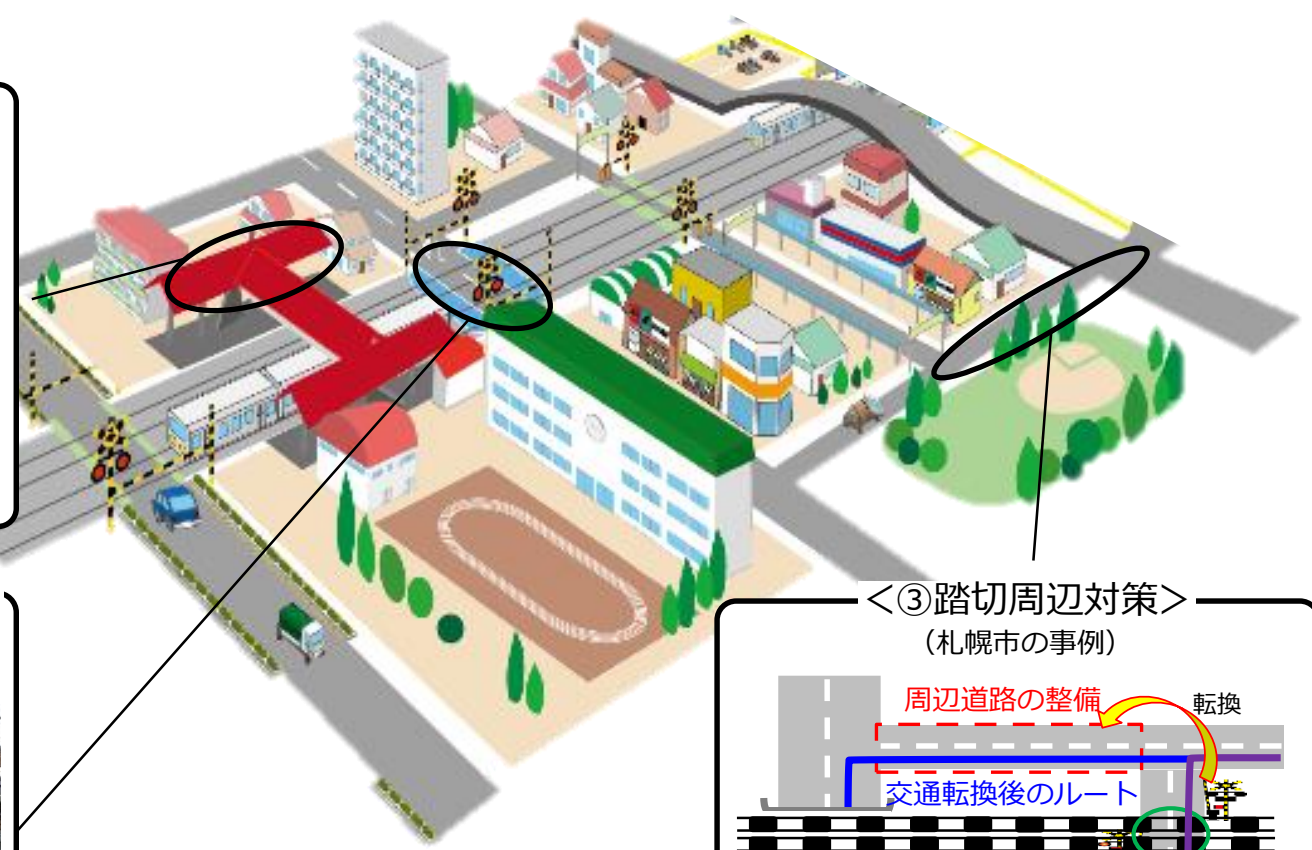 <③踏切周辺対策>
(札幌市の事例)
周辺道路の整備
転換
交通転換後のルート